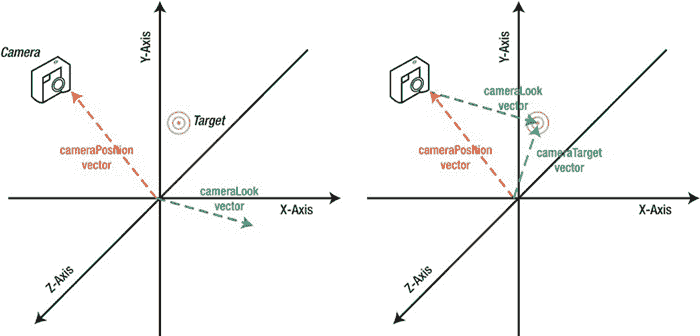 Camera
Y-Axis
Target
cameraPosition
vector
cameraLook
vector
X-Axis
Z-Axis
Y-Axis
cameraLook
vector
cameraPosition
vector
cameraTarget
vector
X-Axis
Z-Axis